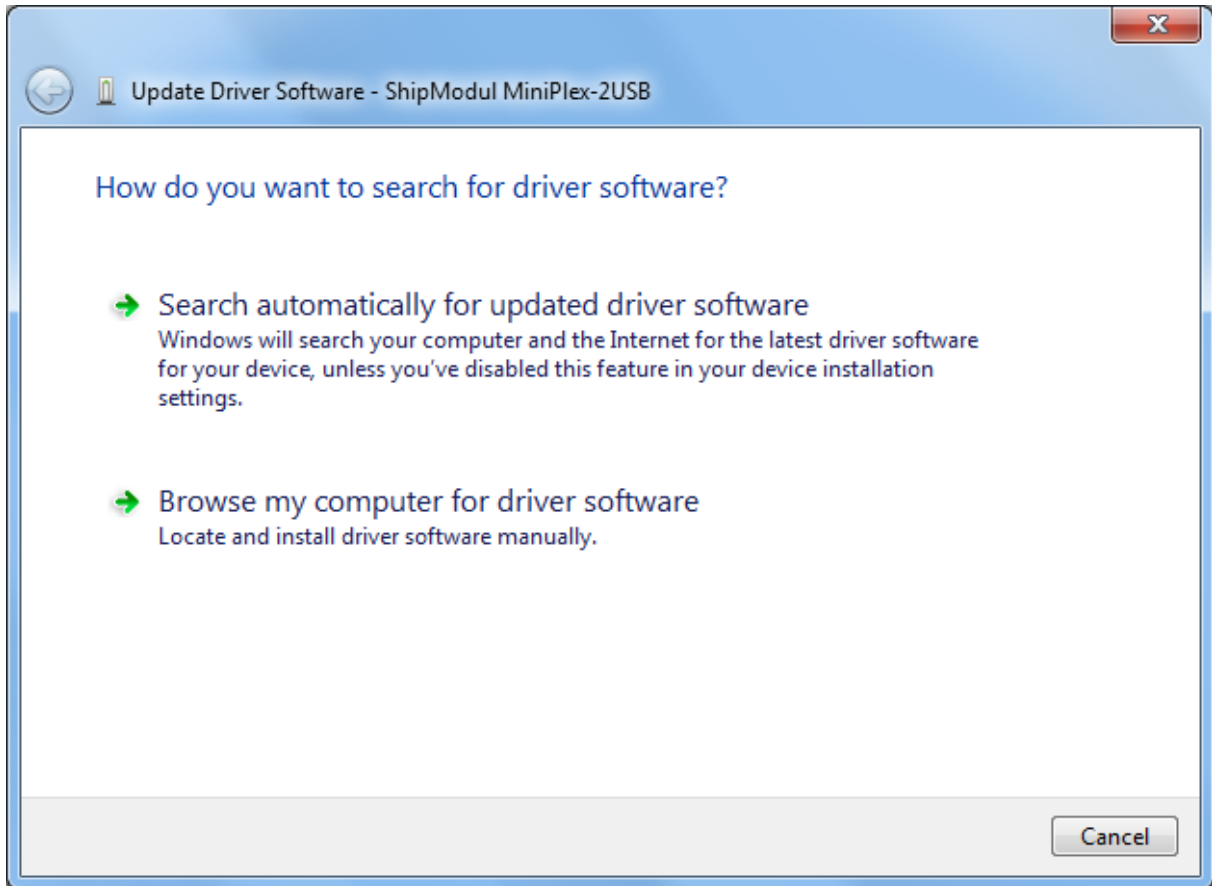 Update Driver Software - ShipModul MiniPlex-2USB
How do you want to search for driver software?
Search automatically for updated driver software
Windows will search your computer and the Internet for the latest driver software
for your device, unless you've disabled this feature in your device installation
settings.
Browse my computer for driver software
Locate and install driver software manually.
Cancel